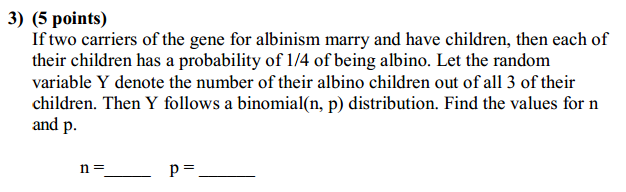 3) (5 points)
If two carriers of the gene for albinism marry and have children, then each of
their children has a probability of 1/4 of being albino. Let the random
variable Y denote the number of their albino children out of all 3 of their
children. Then Y follows a binomial(n, p) distribution. Find the values for n
and p.
n =_____ p = ______